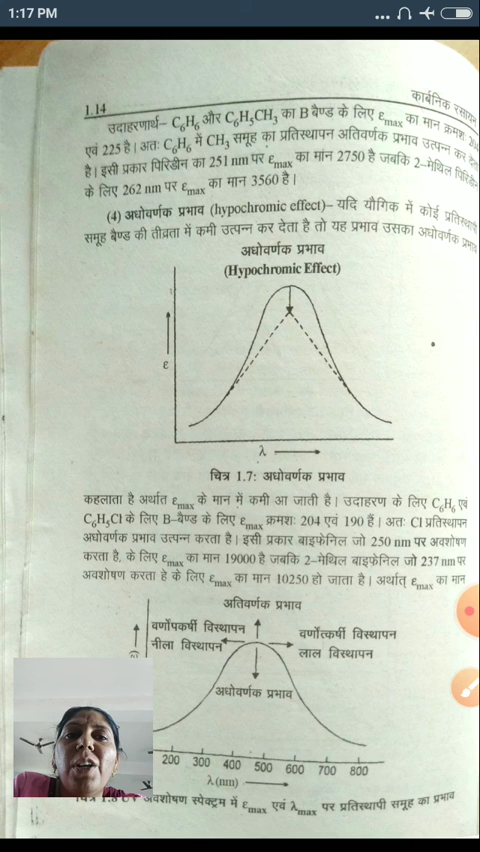 1:17 PM
1.14
कार्बनिक रसायन
उदाहरणार्थ– C₆H₆ और C₆H₅CH₃ का B बैण्ड के लिए εmax का मान क्रमशः 204
एवं 225 है। अतः C₆H₆ में CH₃ समूह का प्रतिस्थापन अतिवर्णक प्रभाव उत्पन्न कर देता
है। इसी प्रकार पिरिडीन का 251 nm पर εmax का मान 2750 है जबकि 2–मेथिल पिरिडीन
के लिए 262 nm पर εmax का मान 3560 है।
(4) अधोवर्णक प्रभाव (hypochromic effect)– यदि यौगिक में कोई प्रतिस्थापी
समूह बैण्ड की तीव्रता में कमी उत्पन्न कर देता है तो यह प्रभाव उसका अधोवर्णक प्रभाव
अधोवर्णक प्रभाव
(Hypochromic Effect)
ε
λ
चित्र 1.7: अधोवर्णक प्रभाव
कहलाता है अर्थात εmax के मान में कमी आ जाती है। उदाहरण के लिए C₆H₆ एवं
C₆H₅Cl के लिए B–बैण्ड के लिए εmax क्रमशः 204 एवं 190 हैं। अतः Cl प्रतिस्थापन
अधोवर्णक प्रभाव उत्पन्न करता है। इसी प्रकार बाइफेनिल जो 250 nm पर अवशोषण
करता है, के लिए εmax का मान 19000 है जबकि 2–मेथिल बाइफेनिल जो 237 nm पर
अवशोषण करता हे के लिए εmax का मान 10250 हो जाता है। अर्थात् εmax का मान
अतिवर्णक प्रभाव
वर्णोपकर्षी विस्थापन
वर्णोत्कर्षी विस्थापन
नीला विस्थापन
लाल विस्थापन
अधोवर्णक प्रभाव
200 300 400 500 600 700 800
λ (nm)
चित्र 1.8 UV अवशोषण स्पेक्ट्रम में εmax एवं λmax पर प्रतिस्थापी समूह का प्रभाव